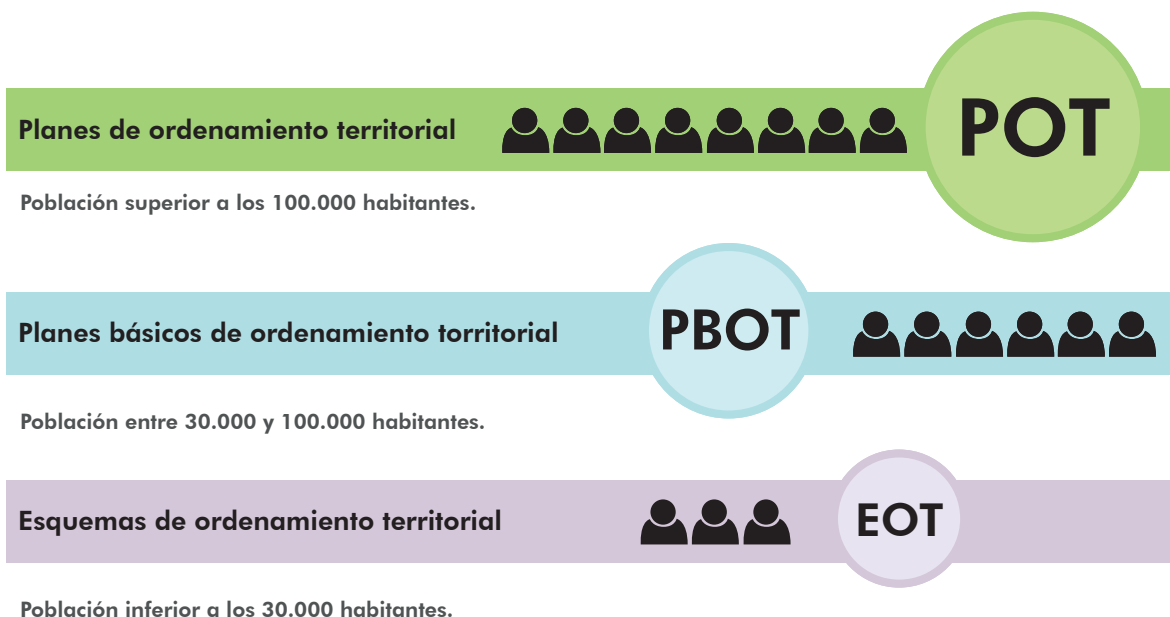 Planes de ordenamiento territorial
POT
Población superior a los 100.000 habitantes.
Planes básicos de ordenamiento torritorial
PBOT
Población entre 30.000 y 100.000 habitantes.
Esquemas de ordenamiento territorial
EOT
Población inferior a los 30.000 habitantes.